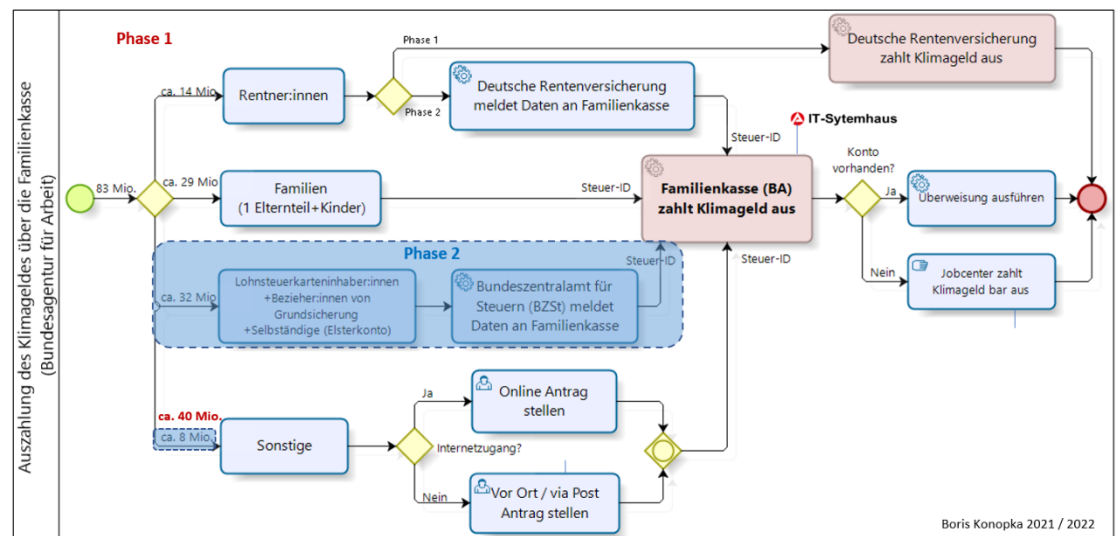 Auszahlung des Klimageldes über die Familienkasse
(Bundesagentur für Arbeit)
Phase 1
83 Mio.
ca. 14 Mio.
Rentner:innen
Phase 1
Phase 2
Deutsche Rentenversicherung
meldet Daten an Familienkasse
Deutsche Rentenversicherung
zahlt Klimageld aus
Steuer-ID
IT-Sytemhaus
ca. 29 Mio
Familien
(1 Elternteil+Kinder)
Steuer-ID
Familienkasse (BA)
zahlt Klimageld aus
Konto
vorhanden?
Ja
Überweisung ausführen
Nein
Jobcenter zahlt
Klimageld bar aus
Phase 2
ca. 32 Mio
Lohnsteuerkarteninhaber:innen
+Bezieher:innen von
Grundsicherung
+Selbständige (Elsterkonto)
Bundeszentralamt für
Steuern (BZSt) meldet
Daten an Familienkasse
Steuer-ID
Steuer-ID
ca. 40 Mio.
ca. 8 Mio.
Sonstige
Internetzugang?
Ja
Online Antrag
stellen
Nein
Vor Ort / via Post
Antrag stellen
Boris Konopka 2021 / 2022